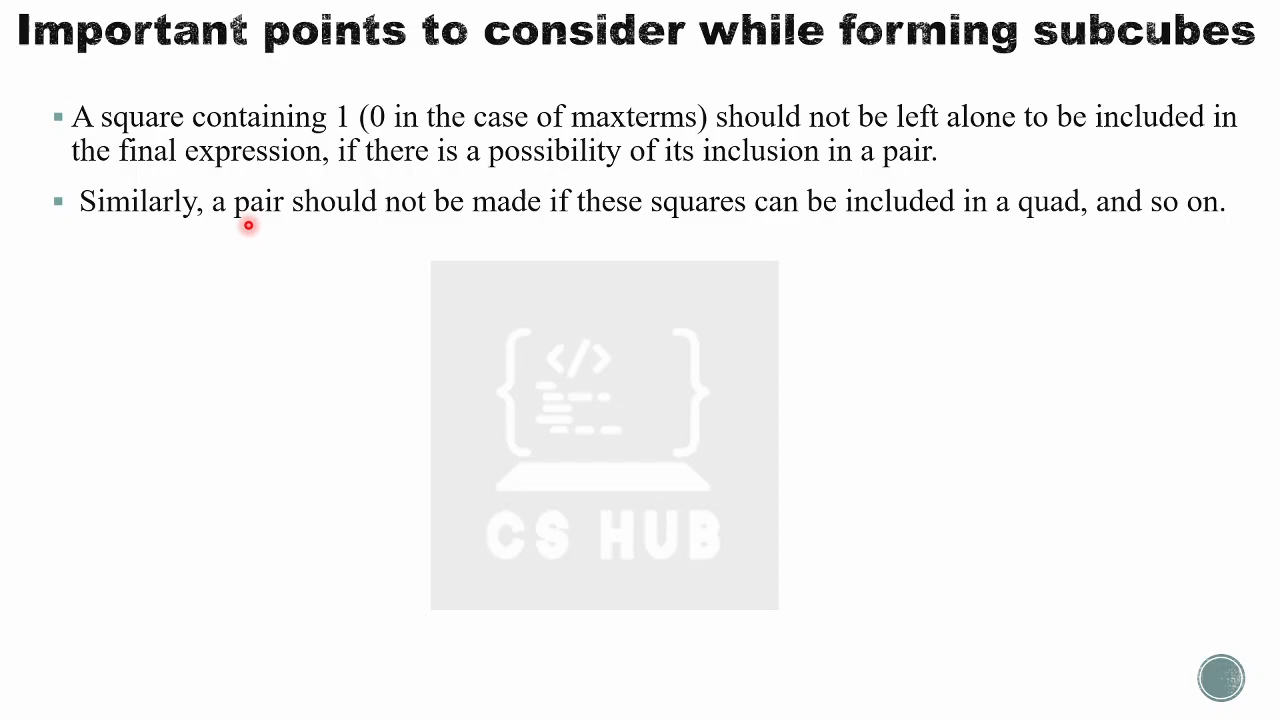 Important points to consider while forming subcubes
▪ A square containing 1 (0 in the case of maxterms) should not be left alone to be included in
the final expression, if there is a possibility of its inclusion in a pair.
▪ Similarly, a pair should not be made if these squares can be included in a quad, and so on.
{ </> }
CS HUB